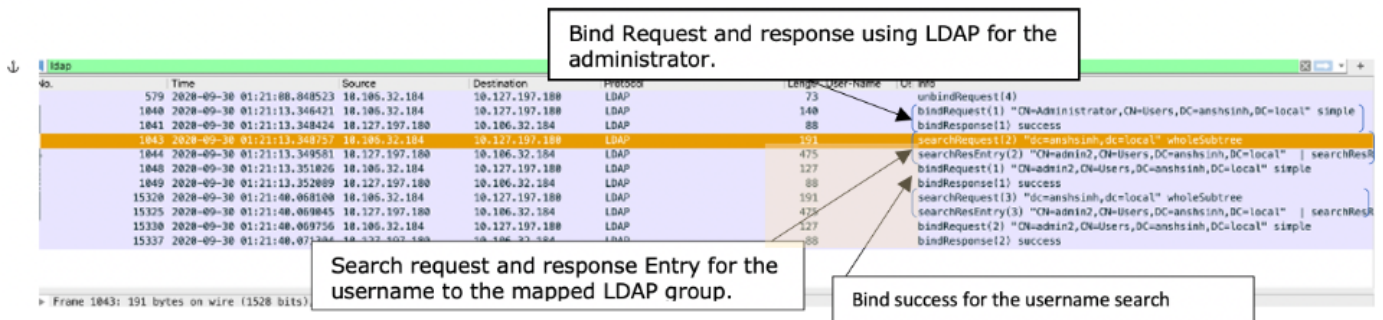 Bind Request and response using LDAP for the
administrator.
ldap
No. Time Source Destination Protocol Length User-Name Info
579 2020-09-30 01:21:08.848523 10.106.32.184 10.127.197.180 LDAP 73 unbindRequest(4)
1040 2020-09-30 01:21:13.346421 10.106.32.184 10.127.197.180 LDAP 140 bindRequest(1) "CN=Administrator,CN=Users,DC=anshsinh,DC=local" simple
1041 2020-09-30 01:21:13.348424 10.127.197.180 10.106.32.184 LDAP 88 bindResponse(1) success
1043 2020-09-30 01:21:13.348757 10.106.32.184 10.127.197.180 LDAP 191 searchRequest(2) "dc=anshsinh,dc=local" wholeSubtree
1044 2020-09-30 01:21:13.349581 10.127.197.180 10.106.32.184 LDAP 475 searchResEntry(2) "CN=admin2,CN=Users,DC=anshsinh,DC=local" | searchResR
1048 2020-09-30 01:21:13.351026 10.106.32.184 10.127.197.180 LDAP 127 bindRequest(1) "CN=admin2,CN=Users,DC=anshsinh,DC=local" simple
1049 2020-09-30 01:21:13.352089 10.127.197.180 10.106.32.184 LDAP 88 bindResponse(1) success
15320 2020-09-30 01:21:40.068100 10.106.32.184 10.127.197.180 LDAP 191 searchRequest(3) "dc=anshsinh,dc=local" wholeSubtree
15325 2020-09-30 01:21:40.069045 10.127.197.180 10.106.32.184 LDAP 475 searchResEntry(3) "CN=admin2,CN=Users,DC=anshsinh,DC=local" | searchResR
15330 2020-09-30 01:21:40.069756 10.106.32.184 10.127.197.180 LDAP 127 bindRequest(2) "CN=admin2,CN=Users,DC=anshsinh,DC=local" simple
15337 2020-09-30 88 bindResponse(2) success
Search request and response Entry for the
username to the mapped LDAP group.
Bind success for the username search
Frame 1043: 191 bytes on wire (1528 bits)